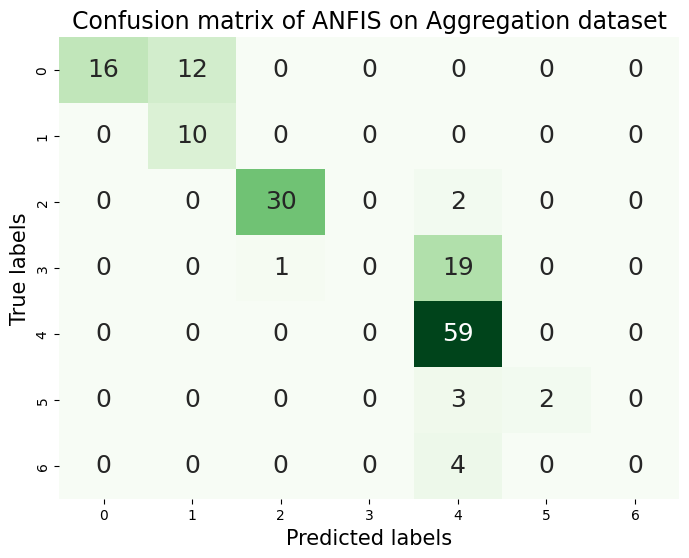 Confusion matrix of ANFIS on Aggregation dataset
0 16 12 0 0 0 0 0
1 0 10 0 0 0 0 0
2 0 0 30 0 2 0 0
3 0 0 1 0 19 0 0
4 0 0 0 0 59 0 0
5 0 0 0 0 3 2 0
6 0 0 0 0 4 0 0
True labels
0 1 2 3 4 5 6
Predicted labels